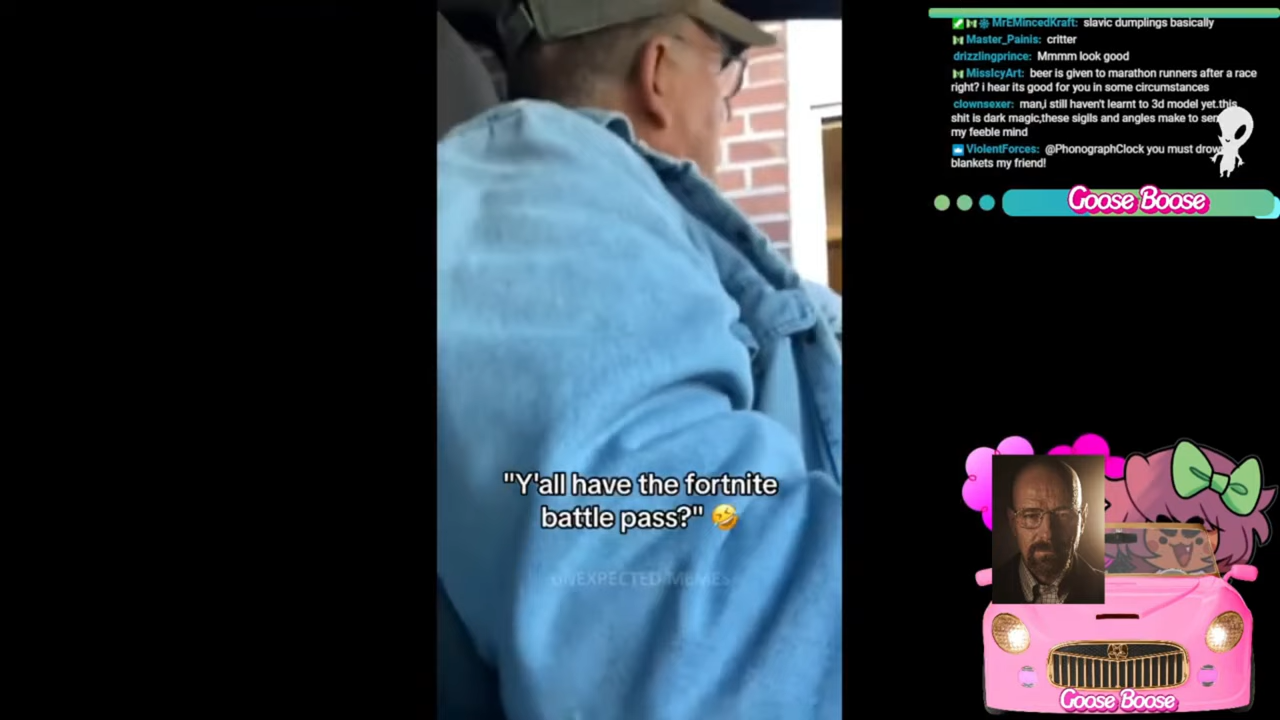 MrEMincedKraft: slavic dumplings basically
Master_Painis: critter
drizzlingprince: Mmmm look good
MissIcyArt: beer is given to marathon runners after a race
right? i hear its good for you in some circumstances
clownsexer: man,i still haven't learnt to 3d model yet.this
shit is dark magic,these sigils and angles make to
my feeble mind
ViolentForces: @PhonographClock you must
blankets my friend!
Goose Boose
"Y'all have the fortnite
battle pass?" 🤣
UNEXPECTED MEMES
Goose Boose